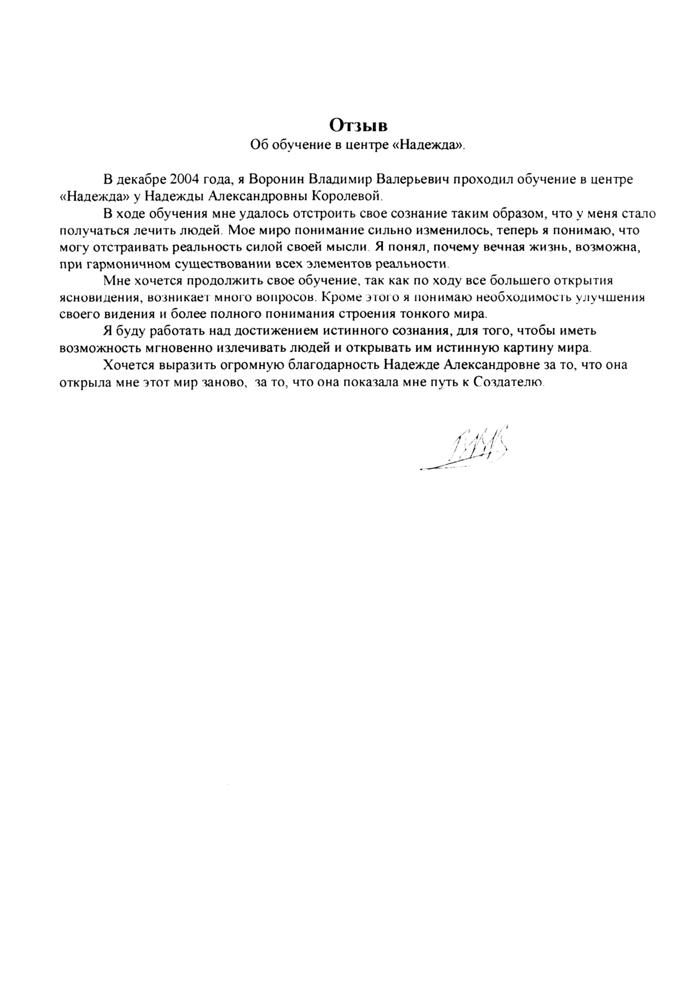 Отзыв
Об обучение в центре «Надежда».
В декабре 2004 года, я Воронин Владимир Валерьевич проходил обучение в центре
«Надежда» у Надежды Александровны Королевой.
В ходе обучения мне удалось отстроить свое сознание таким образом, что у меня стало
получаться лечить людей. Мое миро понимание сильно изменилось, теперь я понимаю, что
могу отстраивать реальность силой своей мысли. Я понял, почему вечная жизнь, возможна,
при гармоничном существовании всех элементов реальности.
Мне хочется продолжить свое обучение, так как по ходу все большего открытия
ясновидения, возникает много вопросов. Кроме этого я понимаю необходимость улучшения
своего видения и более полного понимания строения тонкого мира.
Я буду работать над достижением истинного сознания, для того, чтобы иметь
возможность мгновенно излечивать людей и открывать им истинную картину мира.
Хочется выразить огромную благодарность Надежде Александровне за то, что она
открыла мне этот мир заново, за то, что она показала мне путь к Создателю.
ВВВ